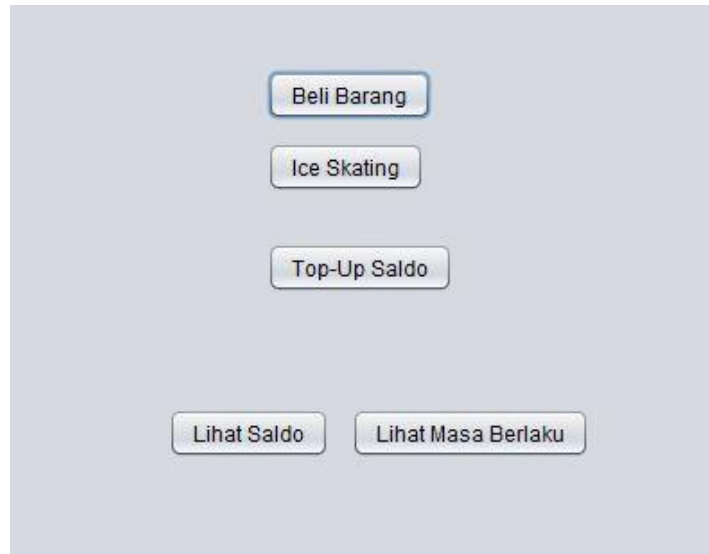 Beli Barang
Ice Skating
Top-Up Saldo
Lihat Saldo
Lihat Masa Berlaku